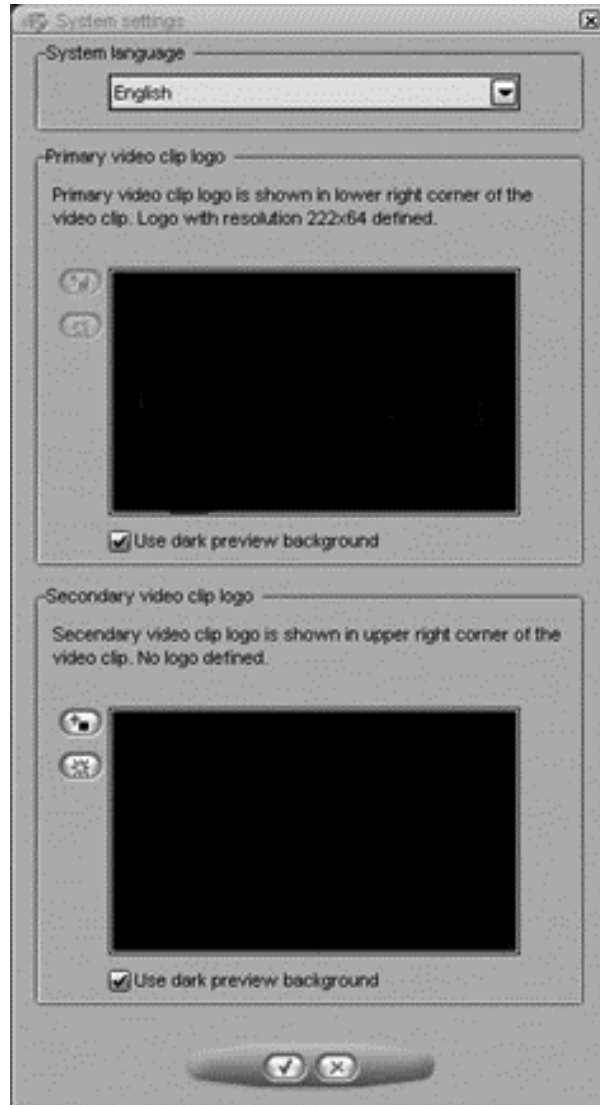 System settings
System language
English
Primary video clip logo
Primary video clip logo is shown in lower right corner of the
video clip. Logo with resolution 222x64 defined.
Use dark preview background
Secondary video clip logo
Secendary video clip logo is shown in upper right corner of the
video clip. No logo defined.
Use dark preview background